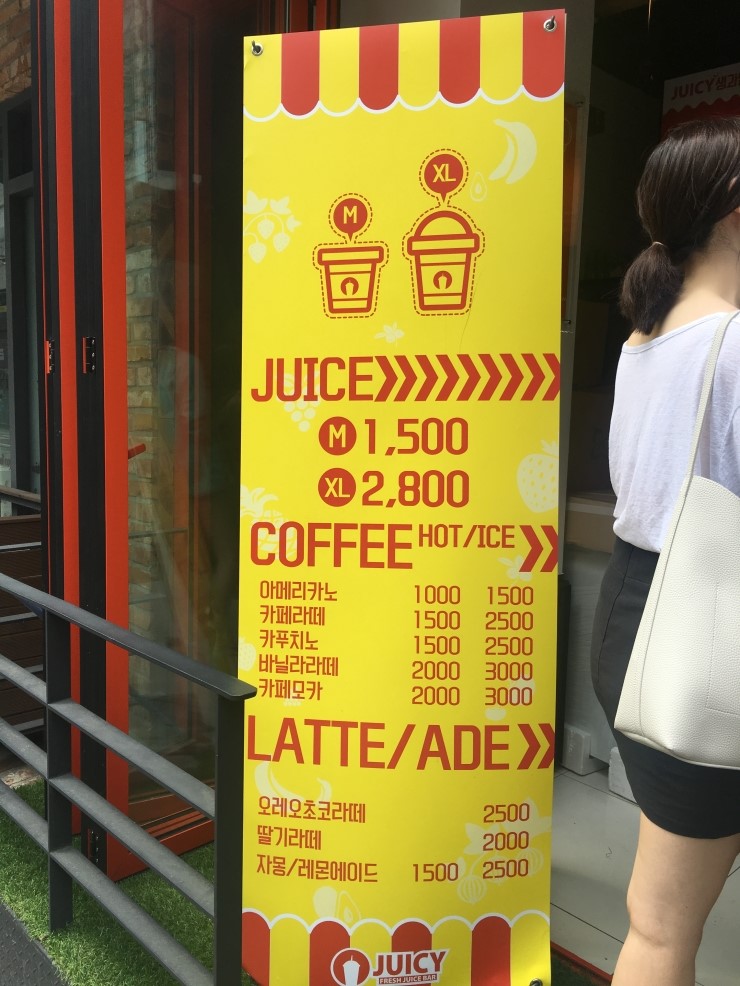 JUICY 생과
M
XL
JUICE
M 1,500
XL 2,800
COFFEE HOT/ICE
아메리카노 1000 1500
카페라떼 1500 2500
카푸치노 1500 2500
바닐라라떼 2000 3000
카페모카 2000 3000
LATTE/ADE
오레오초코라떼 2500
딸기라떼 2000
자몽/레몬에이드 1500 2500
JUICY
FRESH JUICE BAR